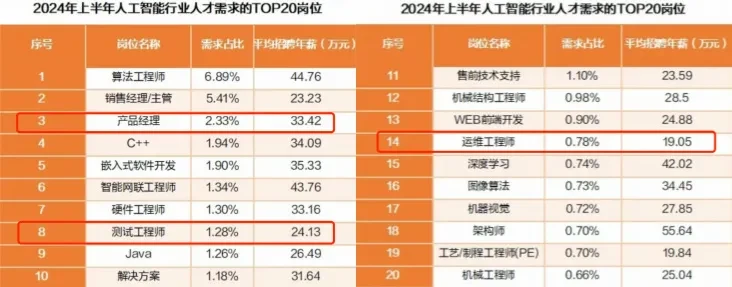 2024年上半年人工智能行业人才需求的TOP20岗位
序号 岗位名称 需求占比 平均招聘年薪（万元）
1 算法工程师 6.89% 44.76
2 销售经理/主管 5.41% 23.23
3 产品经理 2.33% 33.42
4 C++ 1.94% 34.09
5 嵌入式软件开发 1.90% 35.33
6 智能网联工程师 1.34% 43.76
7 硬件工程师 1.30% 33.16
8 测试工程师 1.28% 24.13
9 Java 1.26% 26.49
10 解决方案 1.18% 31.64
2024年上半年人工智能行业人才需求的TOP20岗位
序号 岗位名称 需求占比 平均招聘年薪（万元）
11 售前技术支持 1.10% 23.59
12 机械结构工程师 0.98% 28.5
13 WEB前端开发 0.90% 24.88
14 运维工程师 0.78% 19.05
15 深度学习 0.74% 42.02
16 图像算法 0.73% 34.45
17 机器视觉 0.72% 27.85
18 架构师 0.70% 55.64
19 工艺/制程工程师(PE) 0.70% 19.84
20 机械工程师 0.66% 25.04